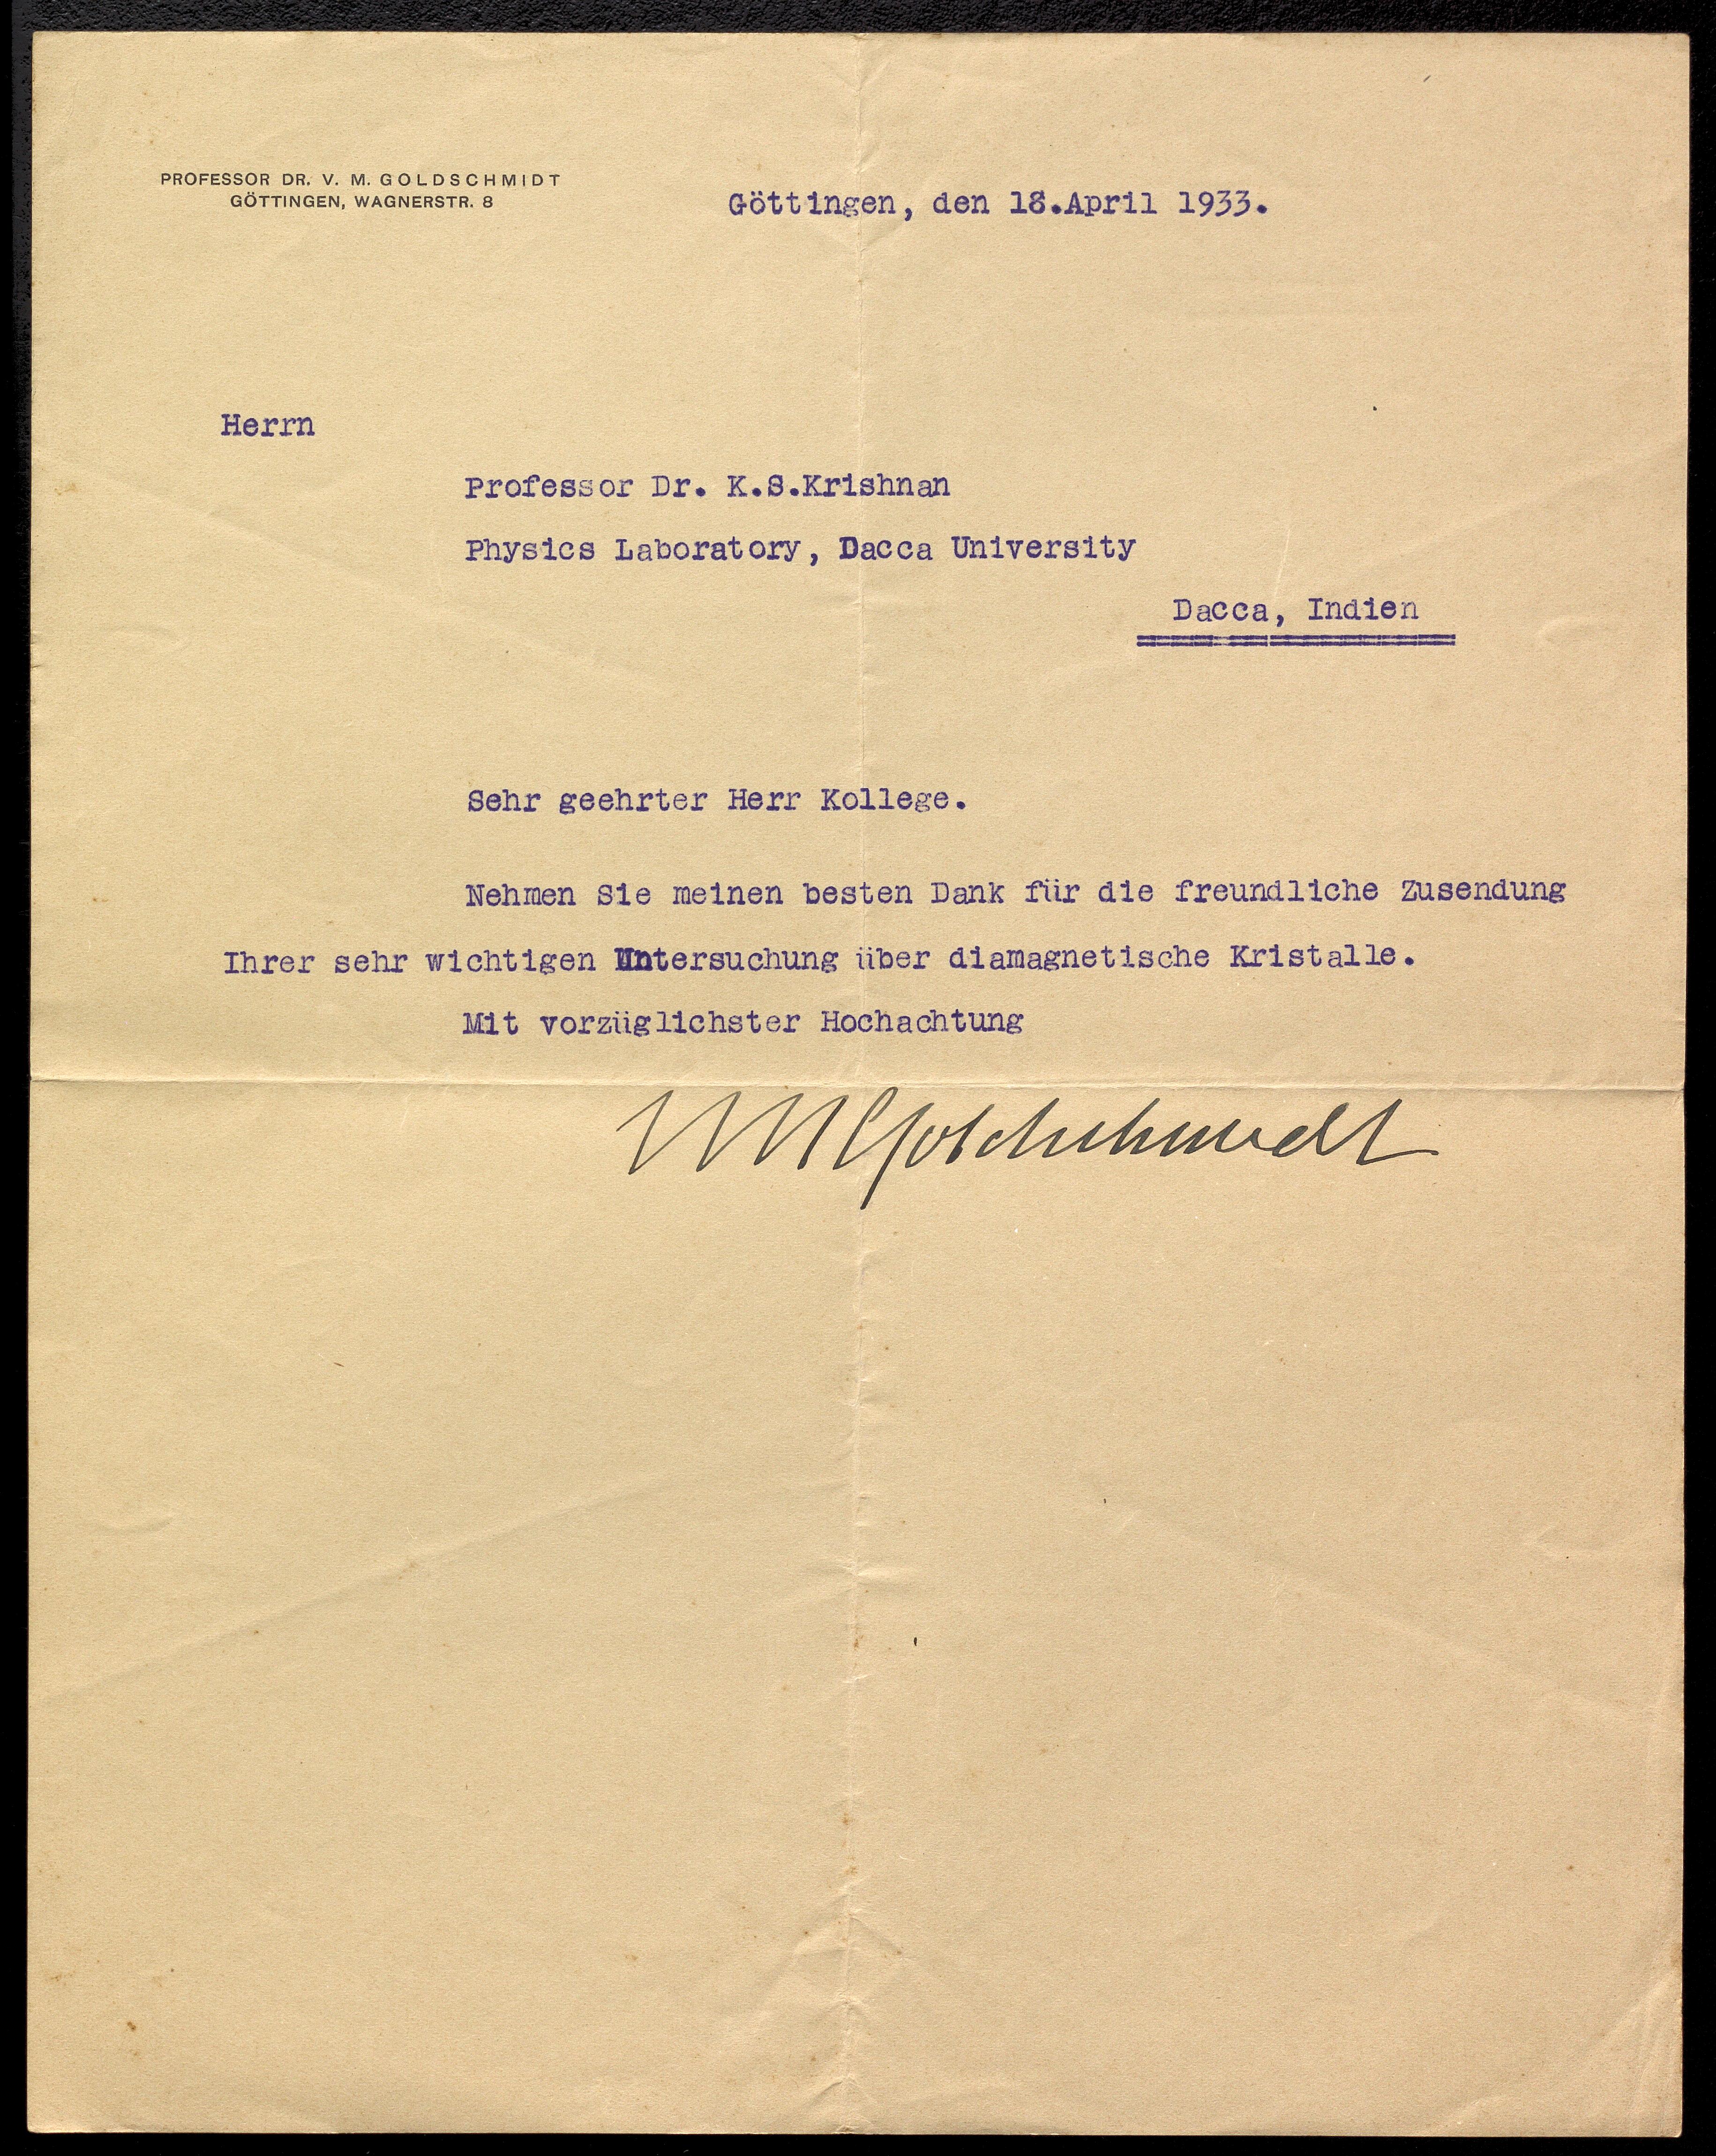 PROFESSOR DR. V. M. GOLDSCHMIDT
GÖTTINGEN, WAGNERSTR. 8
Göttingen, den 18.April 1933.
Herrn
Professor Dr. K.S.Krishnan
Physics Laboratory, Dacca University
Dacca, Indien
Sehr geehrter Herr Kollege.
Nehmen Sie meinen besten Dank für die freundliche Zusendung
Ihrer sehr wichtigen Untersuchung über diamagnetische Kristalle.
Mit vorzüglichster Hochachtung
VMGoldschmidt